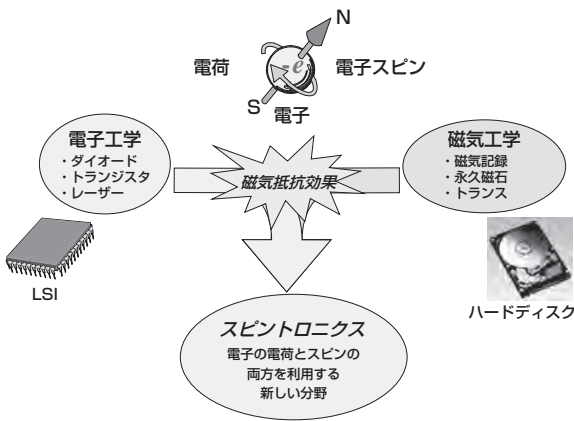 N
電荷
-e
電子スピン
S
電子
電子工学
・ダイオード
・トランジスタ
・レーザー
磁気抵抗効果
磁気工学
・磁気記録
・永久磁石
・トランス
LSI
ハードディスク
スピントロニクス
電子の電荷とスピンの
両方を利用する
新しい分野